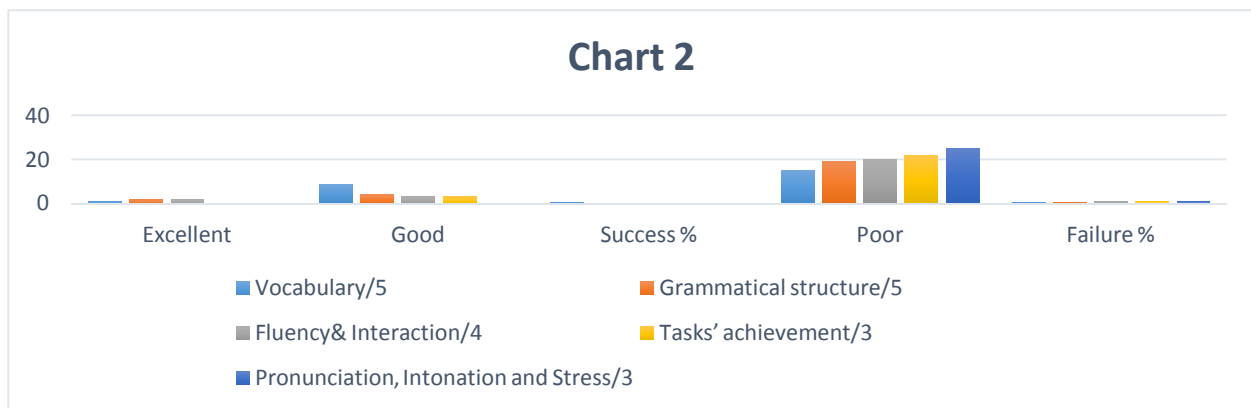 Chart 2
40
20
0
Excellent Good Success % Poor Failure %
Vocabulary/5 Grammatical structure/5
Fluency& Interaction/4 Tasks’ achievement/3
Pronunciation, Intonation and Stress/3